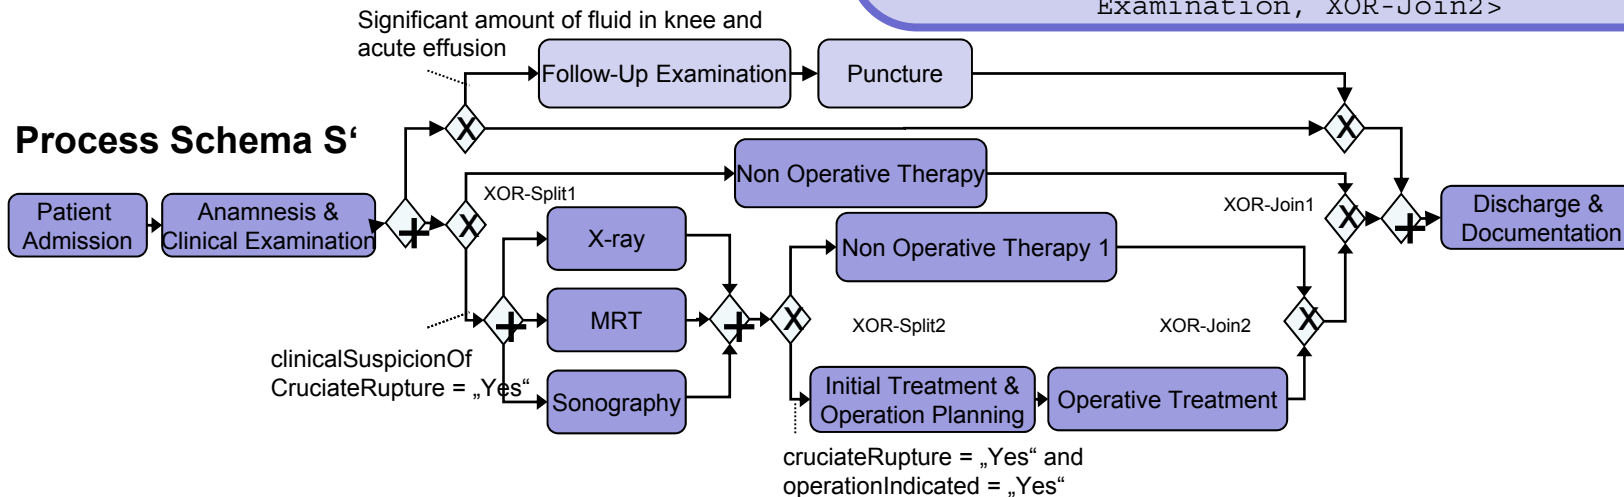 Examination, XOR-Join2>
Significant amount of fluid in knee and
acute effusion
Follow-Up Examination
Puncture
X
X
Process Schema S‘
Non Operative Therapy
XOR-Split1
XOR-Join1
Patient
Admission
Anamnesis &
Clinical Examination
+
X
X
+
Discharge &
Documentation
X-ray
Non Operative Therapy 1
MRT
+
+
X
XOR-Split2
XOR-Join2
X
clinicalSuspicionOf
CruciateRupture = „Yes“
Sonography
Initial Treatment &
Operation Planning
Operative Treatment
cruciateRupture = „Yes“ and
operationIndicated = „Yes“